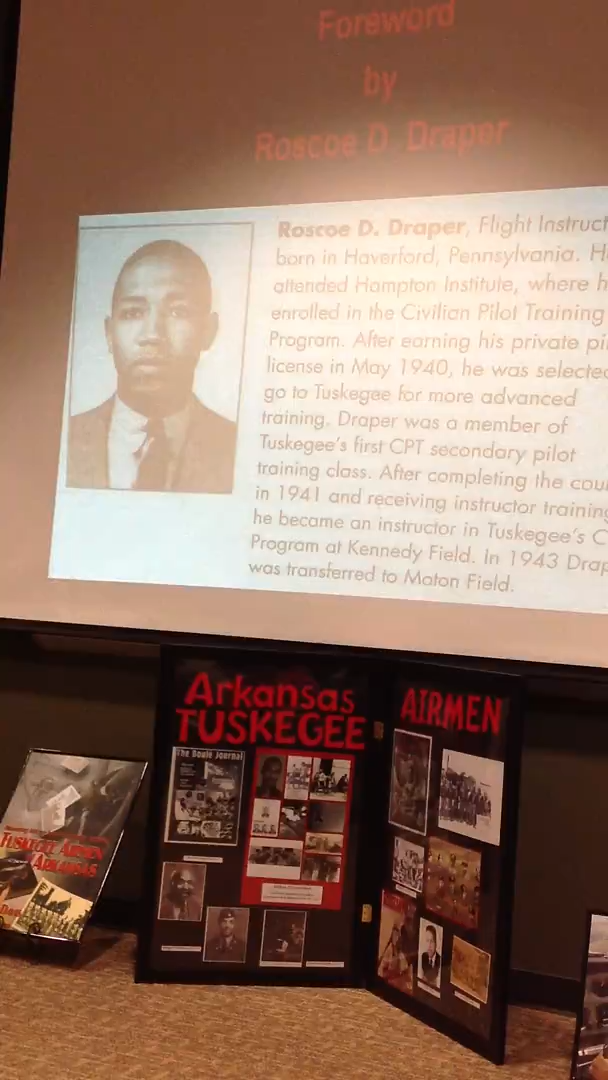 Foreword
by
Roscoe D. Draper
Roscoe D. Draper, Flight Instruct
born in Haverford, Pennsylvania. H
attended Hampton Institute, where h
enrolled in the Civilian Pilot Training
Program. After earning his private pi
license in May 1940, he was selected
go to Tuskegee for more advanced
training. Draper was a member of
Tuskegee's first CPT secondary pilot
training class. After completing the cou
in 1941 and receiving instructor training
he became an instructor in Tuskegee's C
Program at Kennedy Field. In 1943 Drap
was transferred to Moton Field.
Arkansas
TUSKEGEE
AIRMEN
The Boule Journal
TUSKEGEE AIRMEN
ARKANSAS